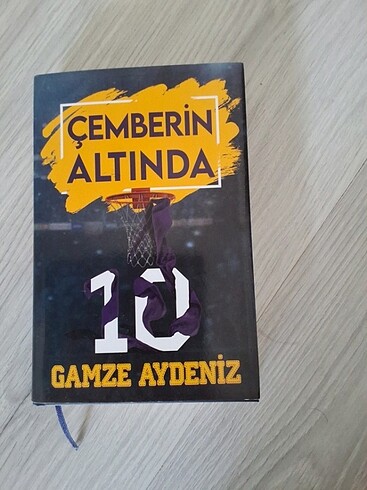 ÇEMBERİN
ALTINDA
10
GAMZE AYDENİZ